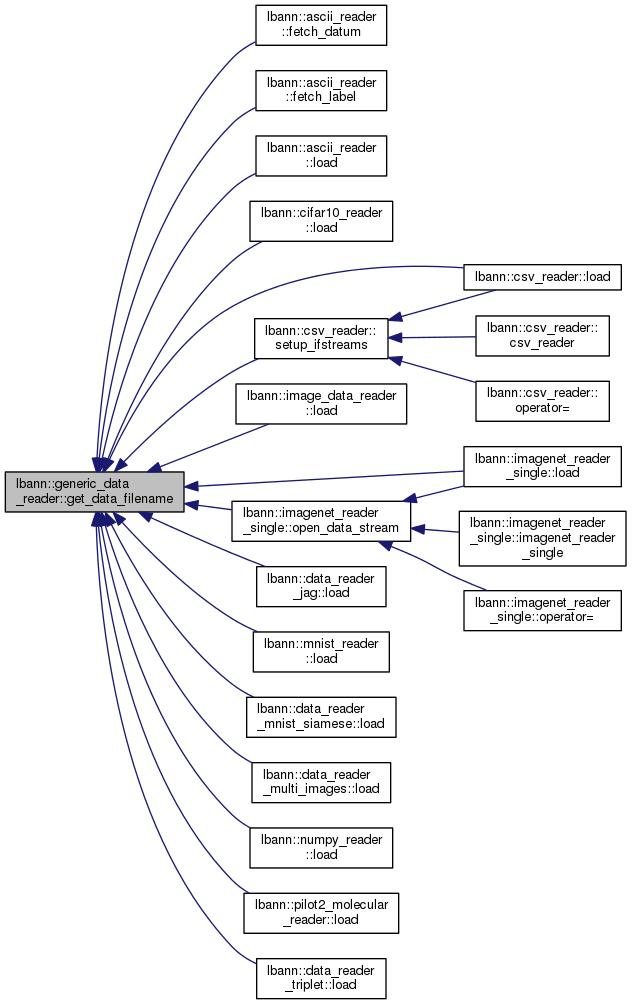 lbann::ascii_reader
::fetch_datum
lbann::ascii_reader
::fetch_label
lbann::ascii_reader
::load
lbann::cifar10_reader
::load
lbann::csv_reader::load
lbann::csv_reader::
setup_ifstreams
lbann::csv_reader::
csv_reader
lbann::csv_reader::
operator=
lbann::image_data_reader
::load
lbann::generic_data
_reader::get_data_filename
lbann::imagenet_reader
_single::load
lbann::imagenet_reader
_single::open_data_stream
lbann::imagenet_reader
_single::imagenet_reader
_single
lbann::imagenet_reader
_single::operator=
lbann::data_reader
_jag::load
lbann::mnist_reader
::load
lbann::data_reader
_mnist_siamese::load
lbann::data_reader
_multi_images::load
lbann::numpy_reader
::load
lbann::pilot2_molecular
_reader::load
lbann::data_reader
_triplet::load